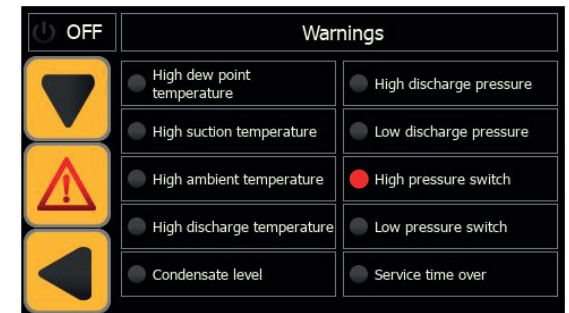 OFF
Warnings
High dew point
temperature
High discharge pressure
High suction temperature
Low discharge pressure
High ambient temperature
High pressure switch
High discharge temperature
Low pressure switch
Condensate level
Service time over